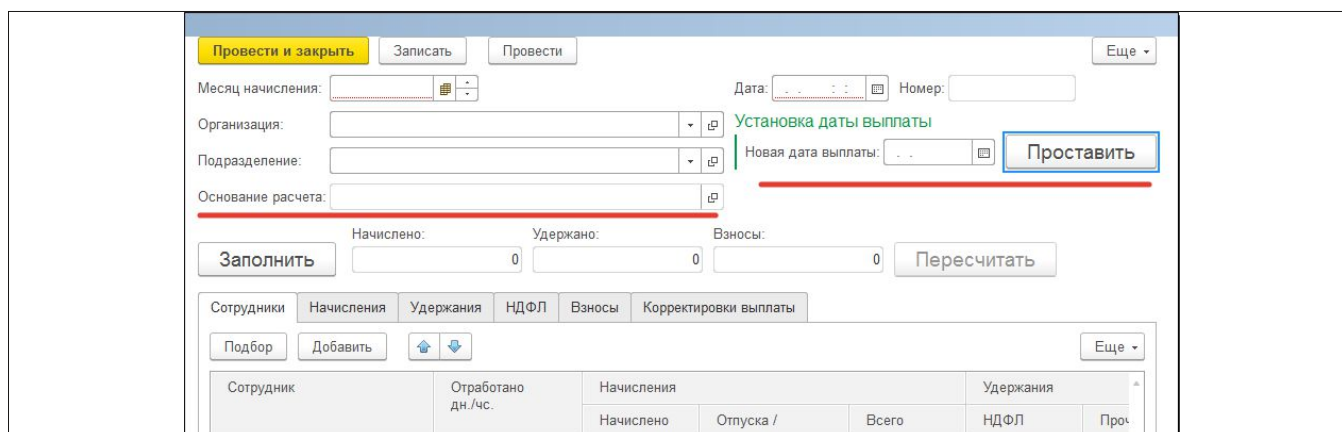 Провести и закрыть Записать Провести Еще
Месяц начисления: Дата: . . : : Номер:
Организация: Установка даты выплаты
Подразделение: Новая дата выплаты: . . Проставить
Основание расчета:
Начислено: Удержано: Взносы:
Заполнить 0 0 0 Пересчитать
Сотрудники Начисления Удержания НДФЛ Взносы Корректировки выплаты
Подбор Добавить Еще
Сотрудник Отработано Начисления Удержания
дн./чс.
Начислено Отпуска / Всего НДФЛ Проч